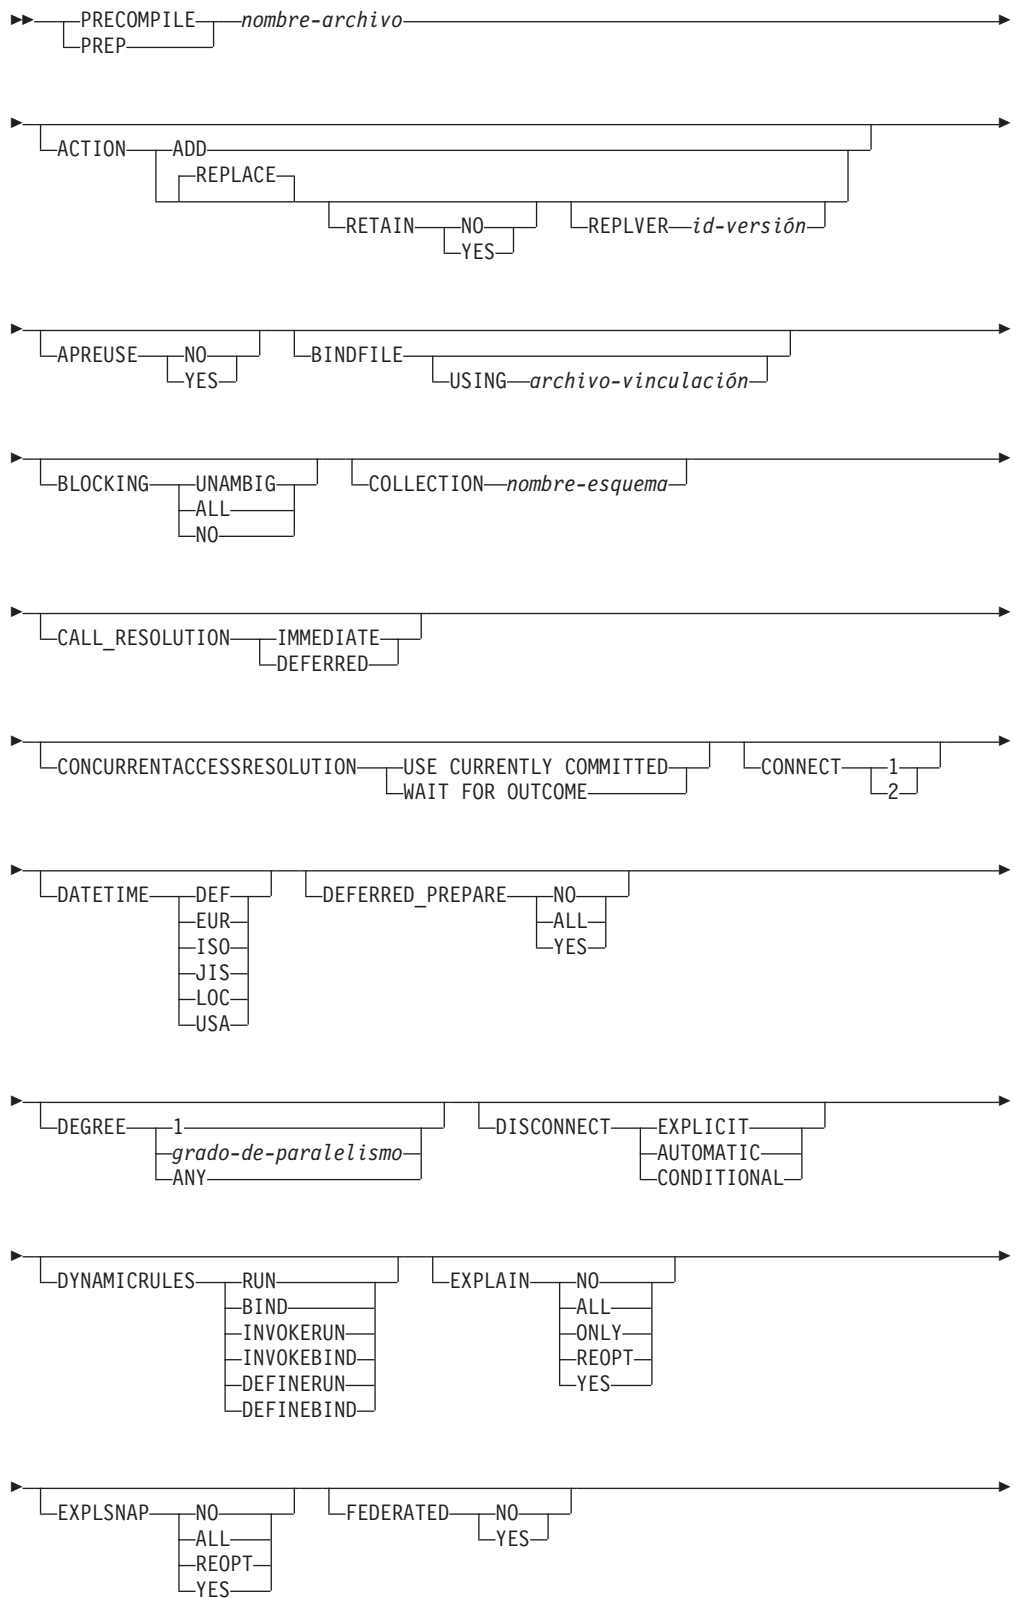 PRECOMPILE nombre-archivo
PREP
ACTION ADD
REPLACE
RETAIN NO REPLVER id-versión
YES
APREUSE NO BINDFILE
YES USING archivo-vinculación
BLOCKING UNAMBIG COLLECTION nombre-esquema
ALL
NO
CALL_RESOLUTION IMMEDIATE
DEFERRED
CONCURRENTACCESSRESOLUTION USE CURRENTLY COMMITTED CONNECT 1
WAIT FOR OUTCOME 2
DATETIME DEF DEFERRED_PREPARE NO
EUR ALL
ISO YES
JIS
LOC
USA
DEGREE 1 DISCONNECT EXPLICIT
grado-de-paralelismo AUTOMATIC
ANY CONDITIONAL
DYNAMICRULES RUN EXPLAIN NO
BIND ALL
INVOKERUN ONLY
INVOKEBIND REOPT
DEFINERUN YES
DEFINEBIND
EXPLSNAP NO FEDERATED NO
ALL YES
REOPT
YES